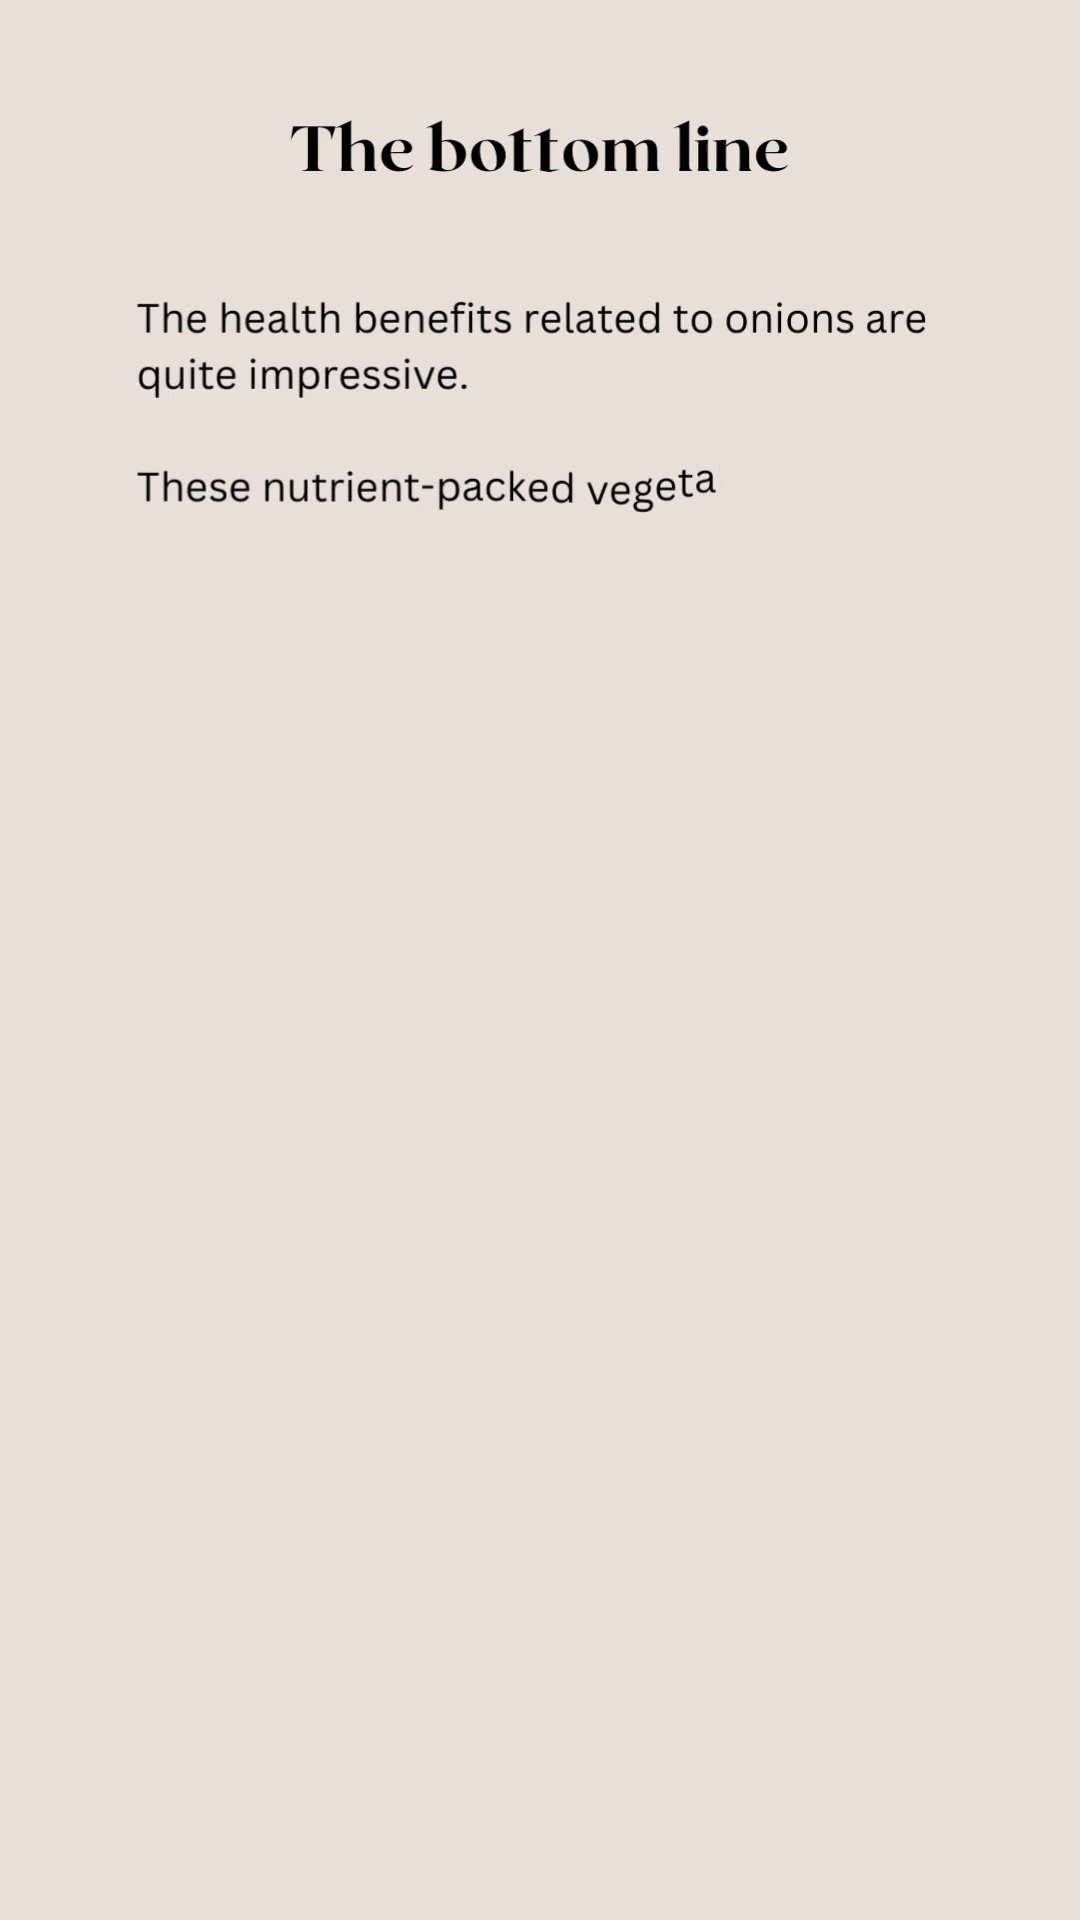 The bottom line
The health benefits related to onions are
quite impressive.
These nutrient-packed vegeta